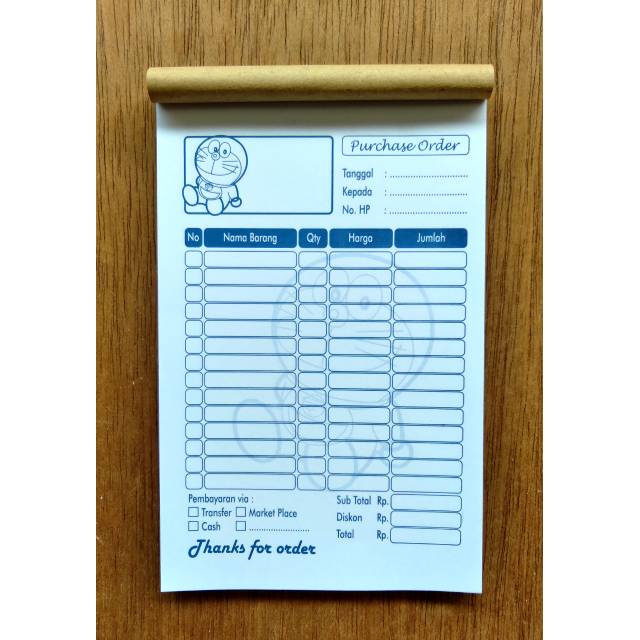 Purchase Order
Tanggal : ............................
Kepada : ............................
No. HP : ............................
No Nama Barang Qty Harga Jumlah
Pembayaran via :
Transfer Market Place
Cash .....................
Sub Total Rp.
Diskon Rp.
Total Rp.
Thanks for order